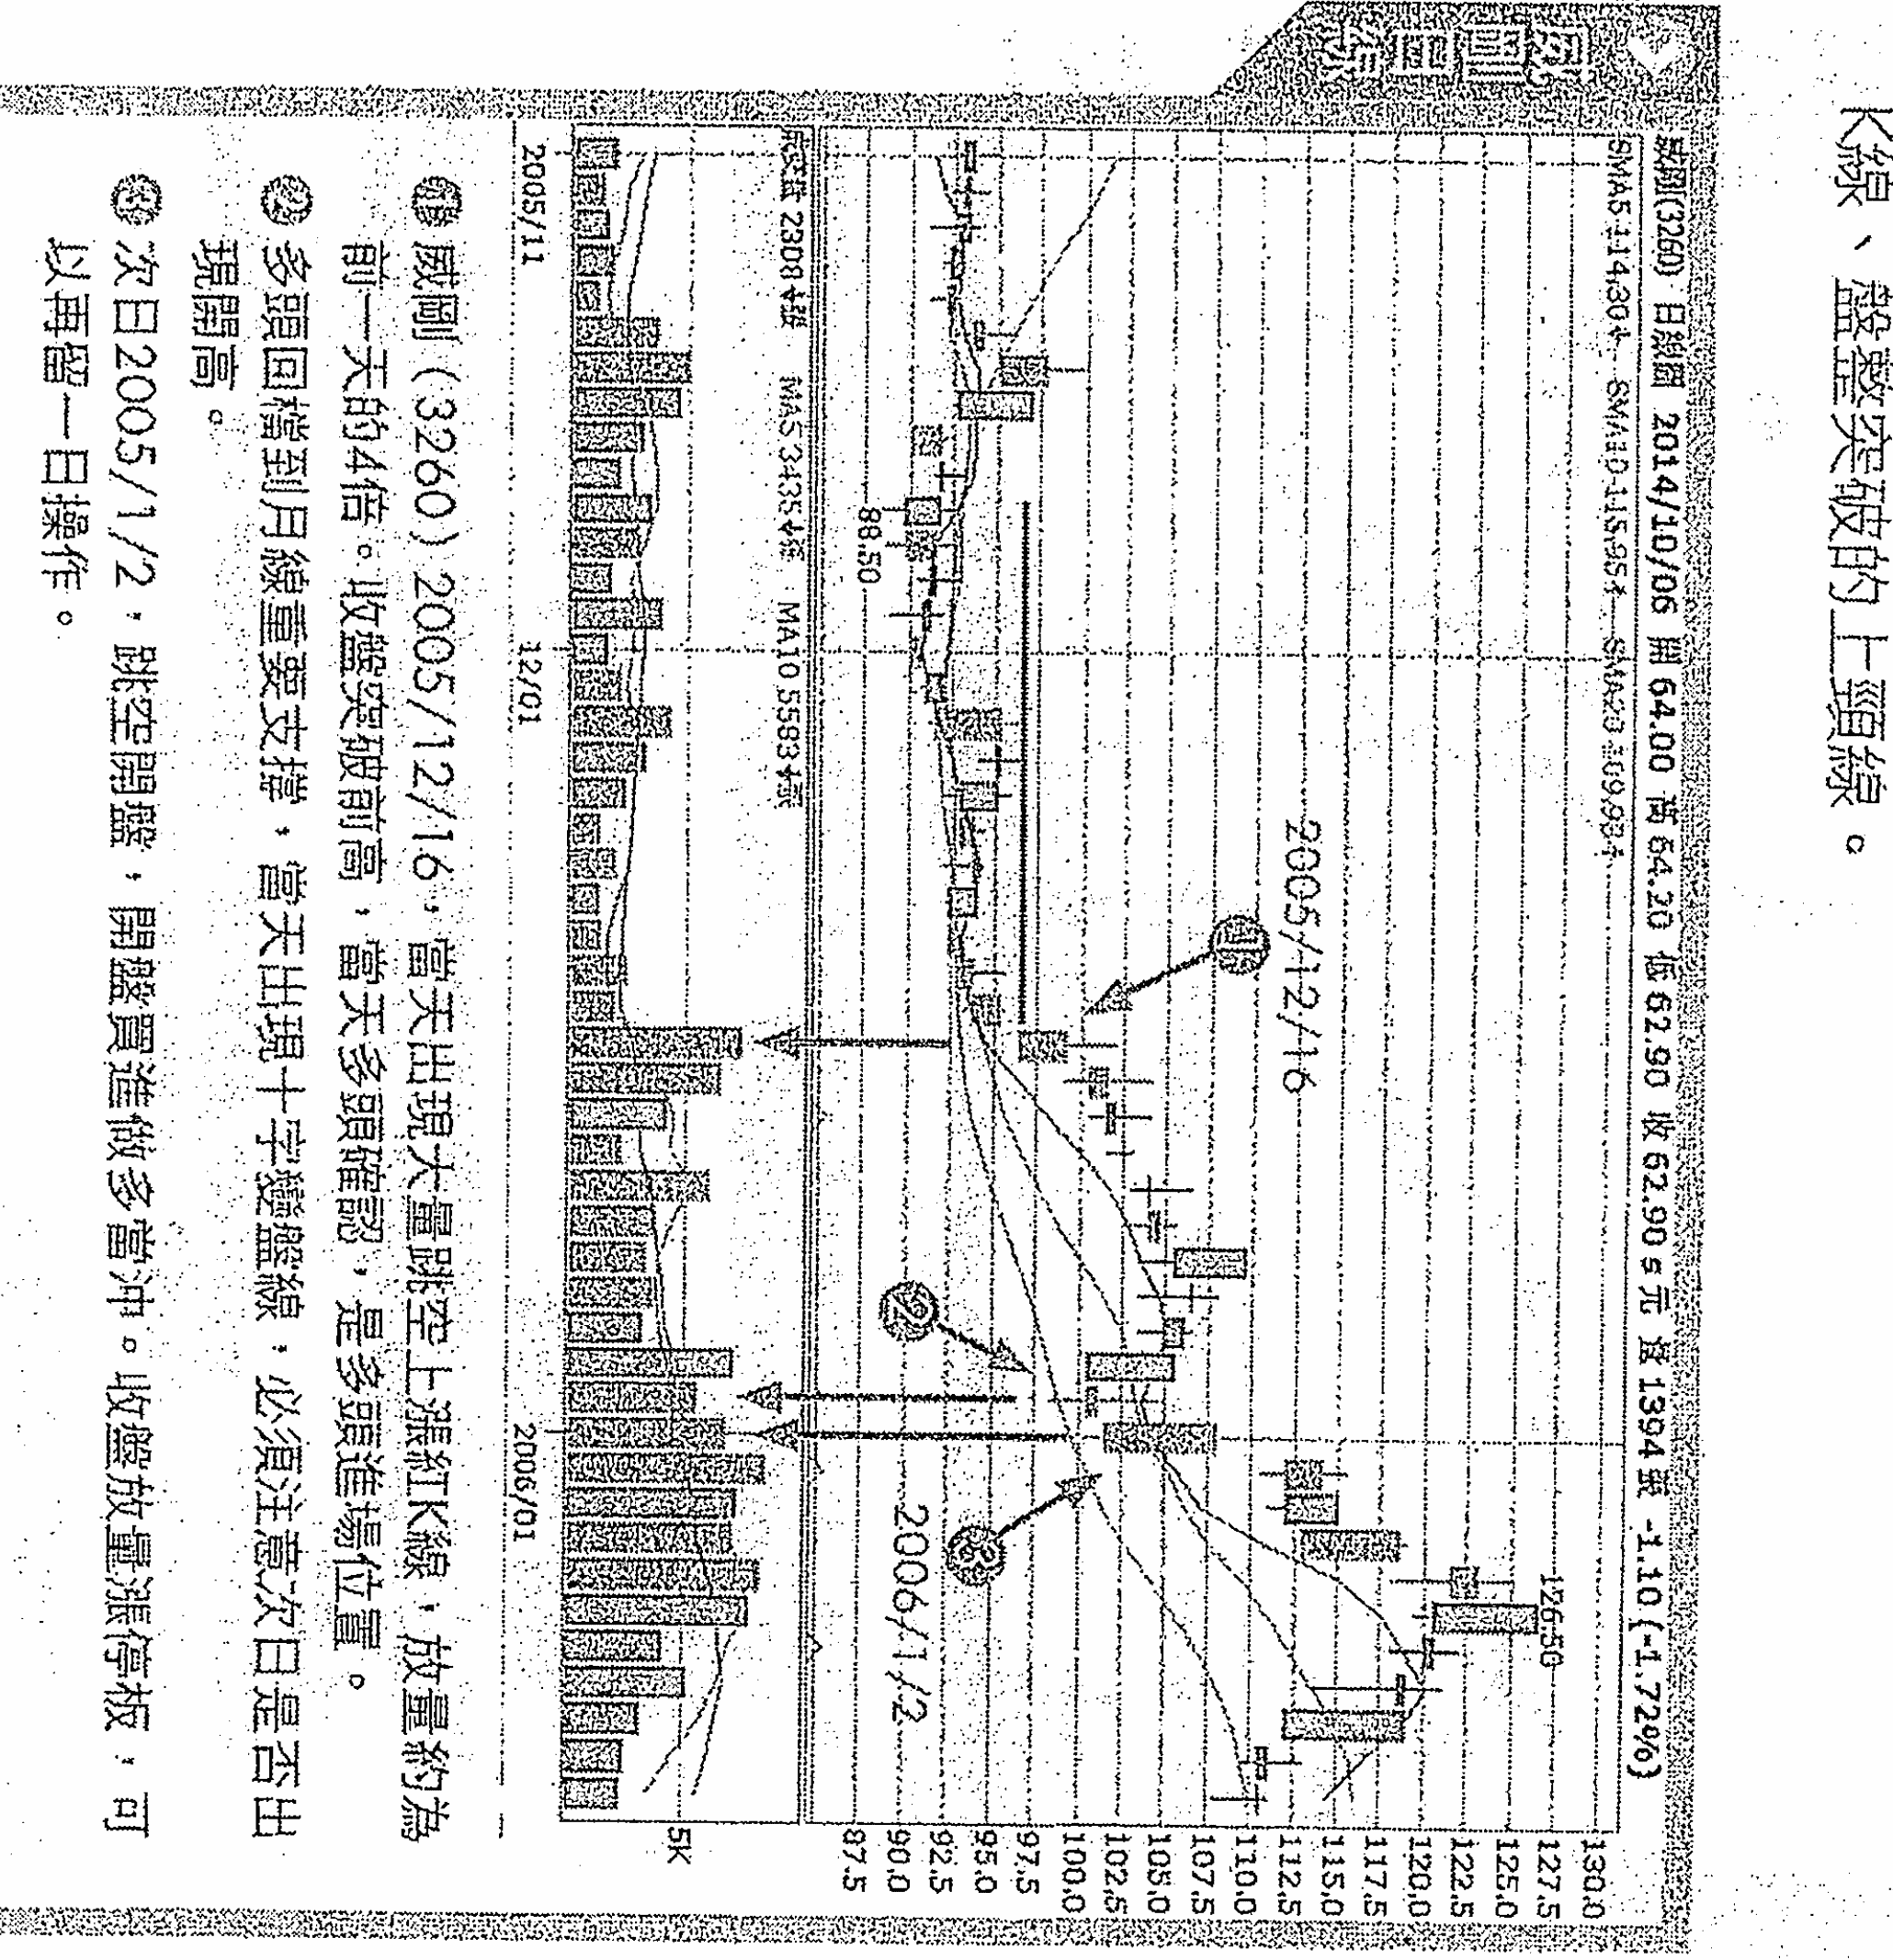 K線、盤整突破的上頸線。
威剛(3260) 日線圖 2014/10/06 開 64.00 高 64.20 低 62.90 收 62.90 s 元 量 1394 張 -1.10 (-1.72%)
SMA5 114.30↓ SMA10 115.95↑ SMA20 109.98↑
130.0
127.5
125.0
122.5
120.0
117.5
115.0
112.5
110.0
107.5
105.0
102.5
100.0
97.5
95.0
92.5
90.0
87.5
126.50
2005/12/16
1
88.50
2
3
2006/1/2
成交量 2308↓張 MA5 3435↓張 MA10 5583↓張
5K
2005/11
12/01
2006/01
1 威剛(3260)2005/12/16,當天出現大量跳空上漲紅K線,放量約為
前一天的4倍。收盤突破前高,當天多頭確認,是多頭進場位置。
2 多頭回檔到月線重要支撐,當天出現十字變盤線,必須注意次日是否出
現開高。
3 次日2005/1/2,跳空開盤,開盤買進做多當沖。收盤放量漲停板,可
以再留一日操作。